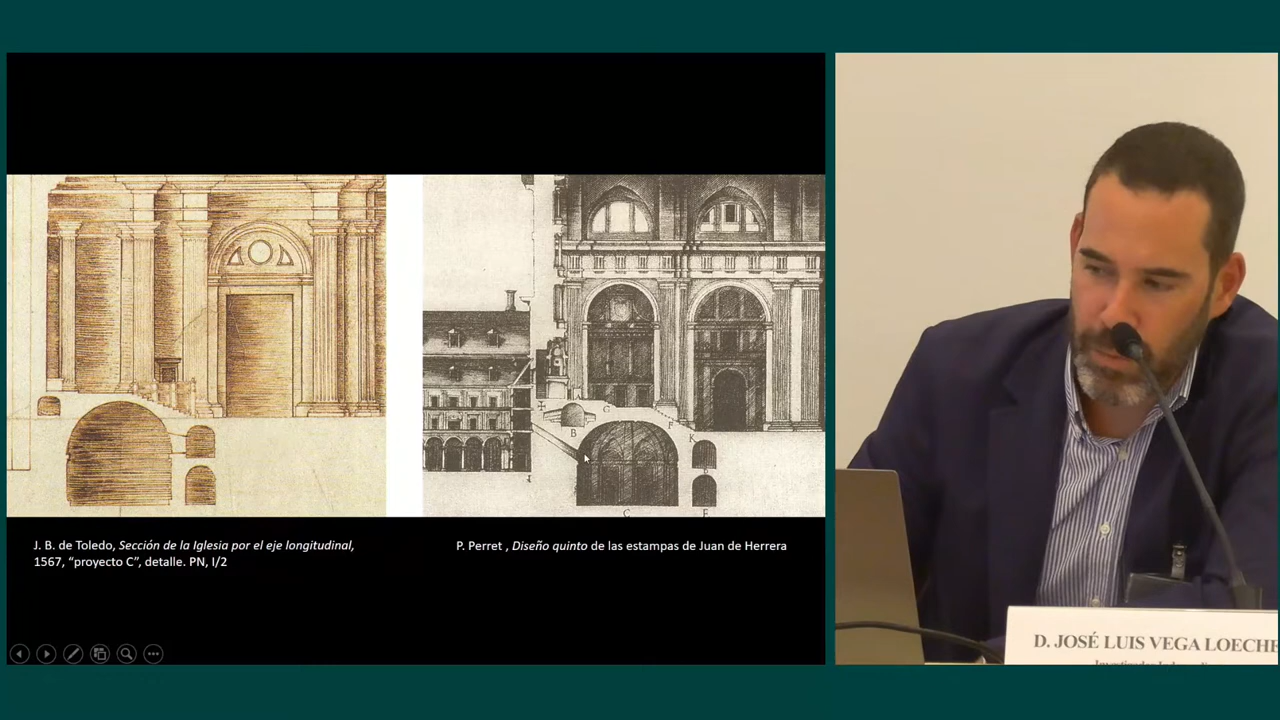 J. B. de Toledo, Sección de la Iglesia por el eje longitudinal,
1567, “proyecto C”, detalle. PN, I/2
P. Perret , Diseño quinto de las estampas de Juan de Herrera
H
A
G
B
F
K
C
E
D. JOSÉ LUIS VEGA LOECHE